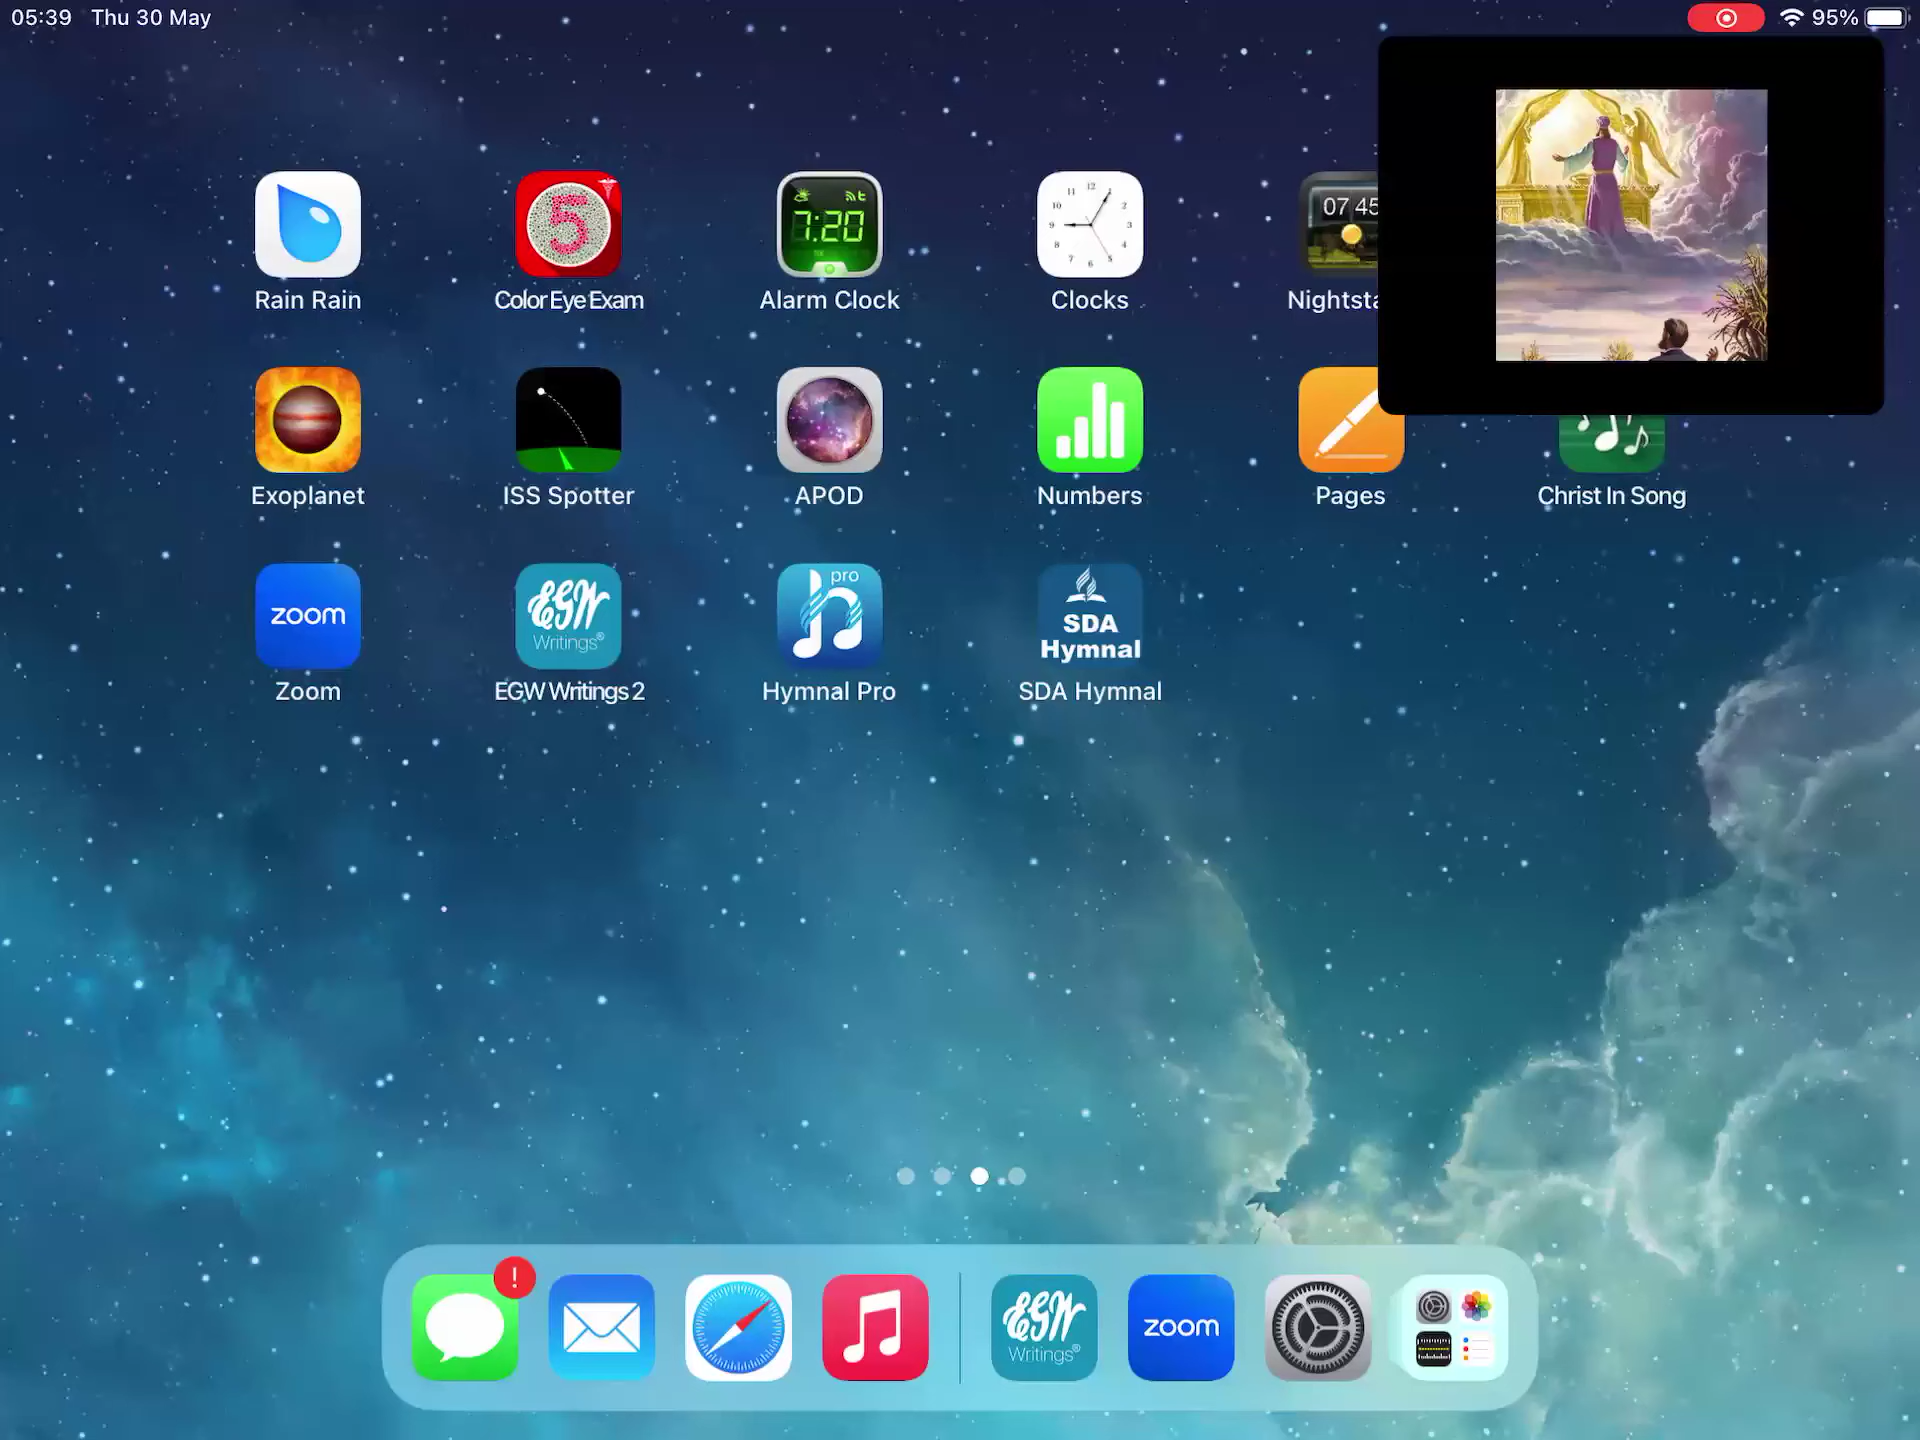 05:39 Thu 30 May
95%
5
7:20
07 45
Rain Rain
Color Eye Exam
Alarm Clock
Clocks
Exoplanet
ISS Spotter
APOD
Numbers
Pages
Christ In Song
zoom
EGW
Writings®
pro
SDA
Hymnal
Zoom
EGW Writings 2
Hymnal Pro
SDA Hymnal
!
EGW
Writings®
zoom